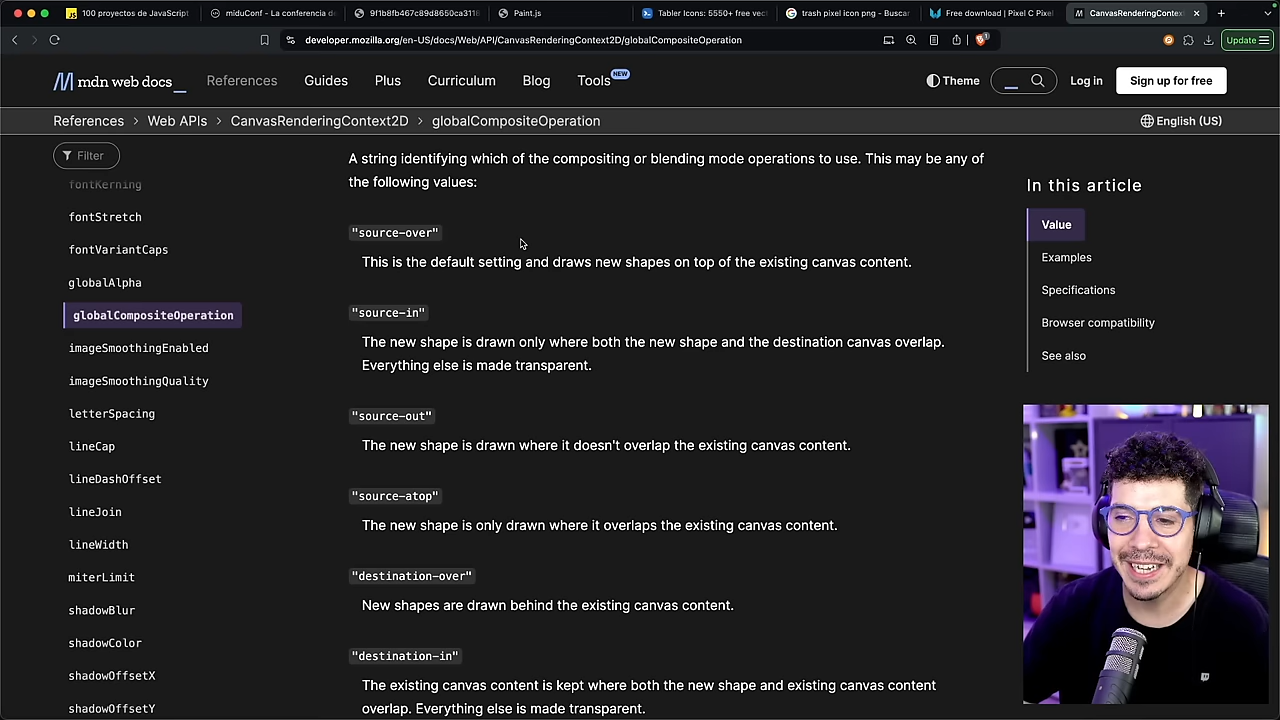 100 proyectos de JavaScript
miduConf - La conferencia de
9f1b8fb467c89d8650ca3116
Paint.js
Tabler Icons: 5550+ free vect
trash pixel icon png - Buscar
Free download | Pixel C Pixel
CanvasRenderingContext
developer.mozilla.org/en-US/docs/Web/API/CanvasRenderingContext2D/globalCompositeOperation
1
Update
mdn web docs_
References
Guides
Plus
Curriculum
Blog
Tools NEW
Theme
Log in
Sign up for free
References › Web APIs › CanvasRenderingContext2D › globalCompositeOperation
English (US)
Filter
fontKerning
fontStretch
fontVariantCaps
globalAlpha
globalCompositeOperation
imageSmoothingEnabled
imageSmoothingQuality
letterSpacing
lineCap
lineDashOffset
lineJoin
lineWidth
miterLimit
shadowBlur
shadowColor
shadowOffsetX
shadowOffsetY
A string identifying which of the compositing or blending mode operations to use. This may be any of
the following values:
"source-over"
This is the default setting and draws new shapes on top of the existing canvas content.
"source-in"
The new shape is drawn only where both the new shape and the destination canvas overlap.
Everything else is made transparent.
"source-out"
The new shape is drawn where it doesn't overlap the existing canvas content.
"source-atop"
The new shape is only drawn where it overlaps the existing canvas content.
"destination-over"
New shapes are drawn behind the existing canvas content.
"destination-in"
The existing canvas content is kept where both the new shape and existing canvas content
overlap. Everything else is made transparent.
In this article
Value
Examples
Specifications
Browser compatibility
See also